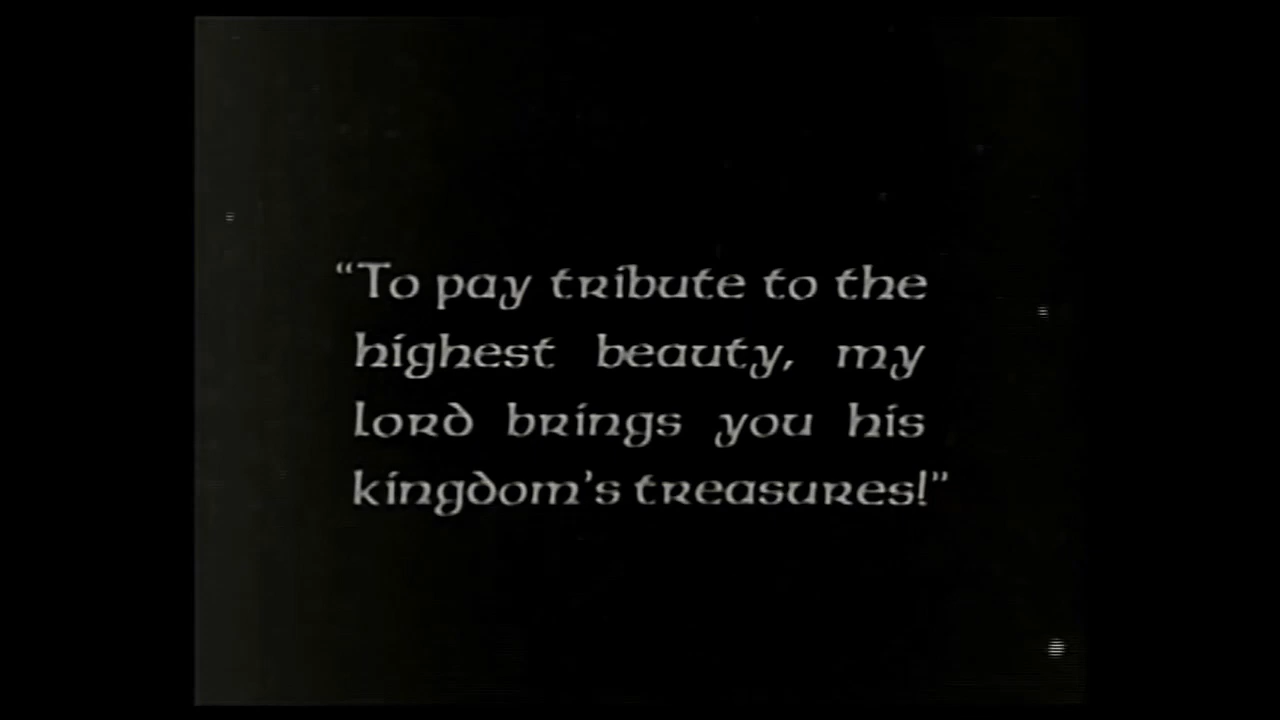 “To pay tribute to the
highest beauty, my
lord brings you his
kingdom’s treasures!”